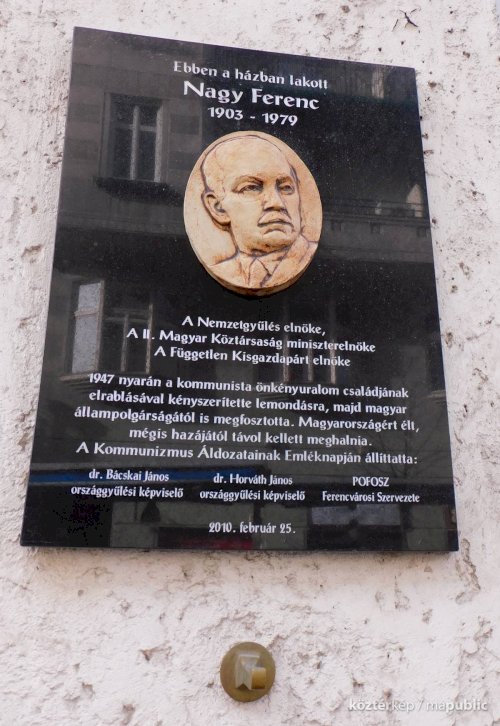 Ebben a házban lakott
Nagy Ferenc
1903 - 1979
A Nemzetgyűlés elnöke,
A II. Magyar Köztársaság miniszterelnöke
A Független Kisgazdapárt elnöke
1947 nyarán a kommunista önkényuralom családjának
elrablásával kényszerítette lemondásra, majd magyar
állampolgárságától is megfosztotta. Magyarországért élt,
mégis hazájától távol kellett meghalnia.
A Kommunizmus Áldozatainak Emléknapján állíttatta:
dr. Bácskai János dr. Horváth János POFOSZ
országgyűlési képviselő országgyűlési képviselő Ferencvárosi Szervezete
2010. február 25.
köztérkép / mapublic